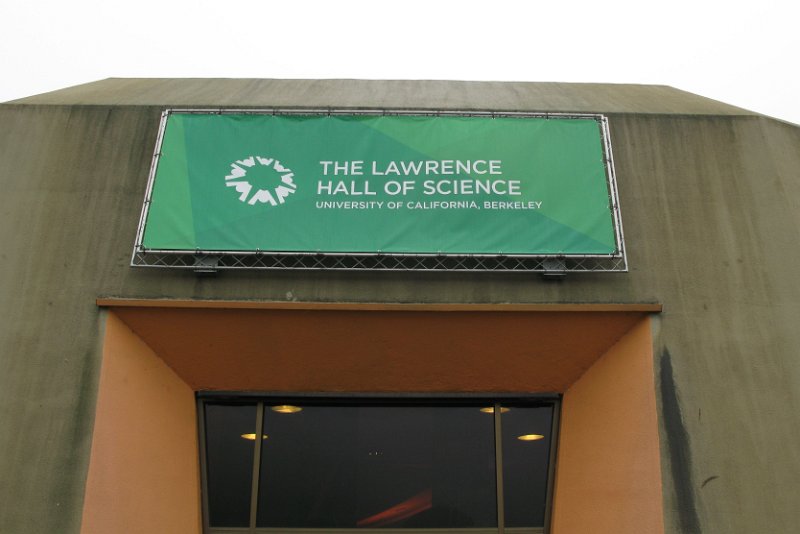 THE LAWRENCE
HALL OF SCIENCE
UNIVERSITY OF CALIFORNIA, BERKELEY